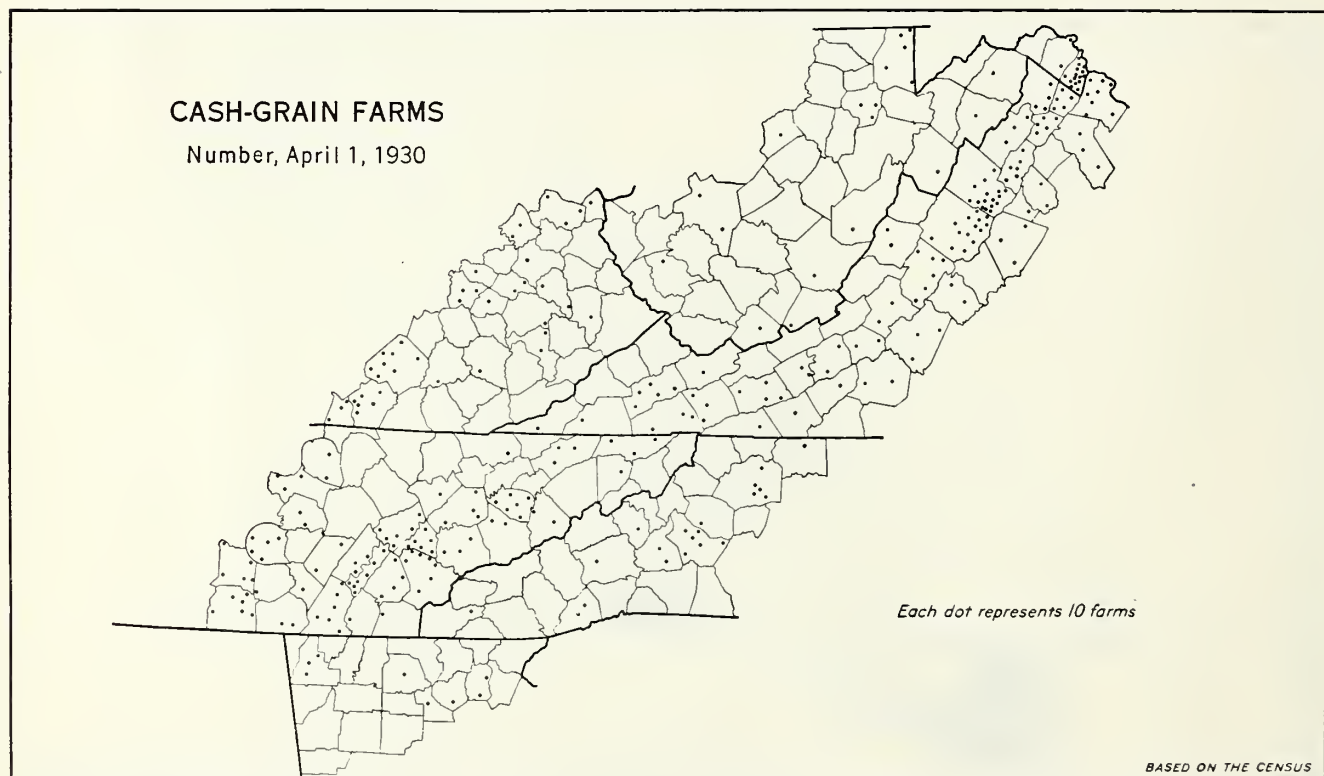 CASH-GRAIN FARMS
Number, April 1, 1930
Each dot represents 10 farms
BASED ON THE CENSUS